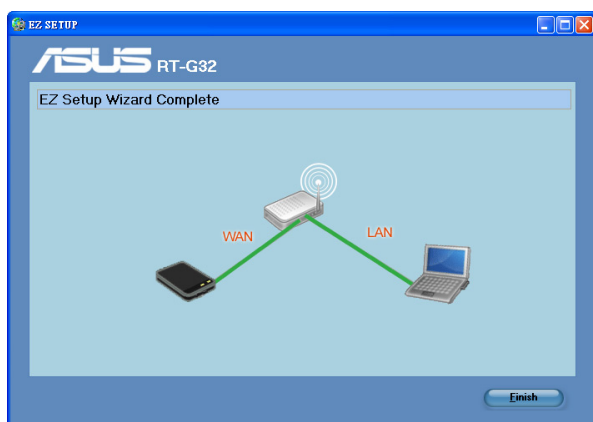 EZ SETUP
ASUS RT-G32
EZ Setup Wizard Complete
WAN
LAN
Finish